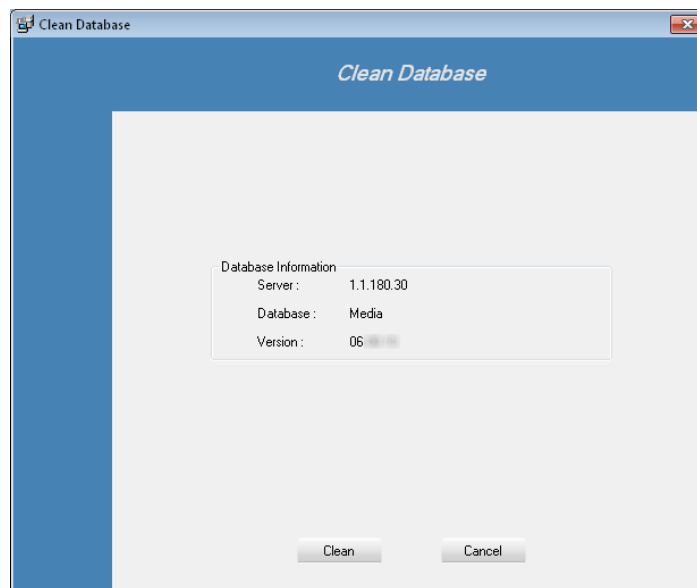 Clean Database
Clean Database
Database Information
Server : 1.1.180.30
Database : Media
Version : 06
Clean Cancel